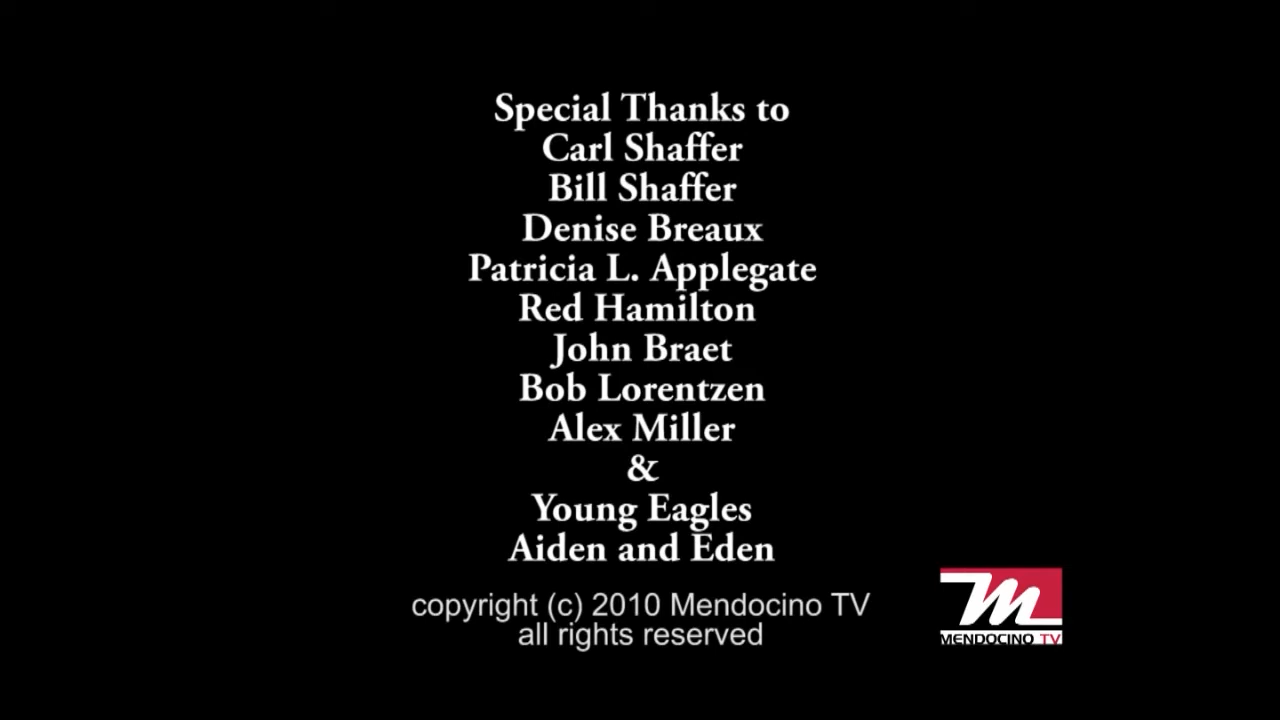 Special Thanks to
Carl Shaffer
Bill Shaffer
Denise Breaux
Patricia L. Applegate
Red Hamilton
John Braet
Bob Lorentzen
Alex Miller
&
Young Eagles
Aiden and Eden
copyright (c) 2010 Mendocino TV
all rights reserved
M
MENDOCINO TV